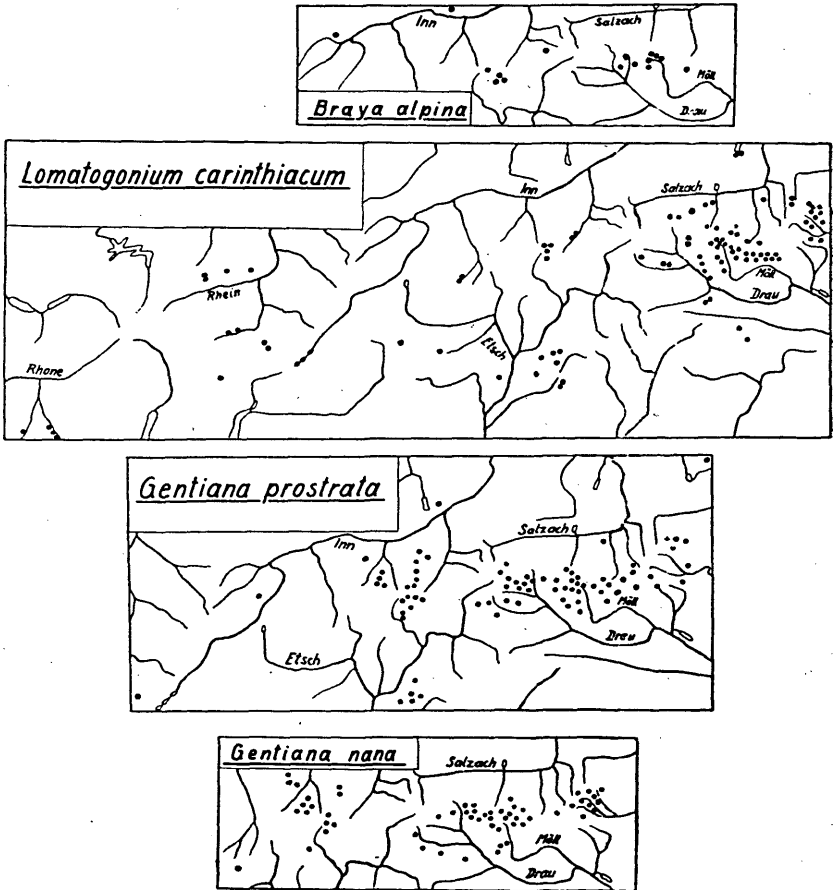 Inn
Salzach
Möll
Drau
Braya alpina
Lomatogonium carinthiacum
Inn
Salzach
Möll
Drau
Rhein
Etsch
Rhone
Gentiana prostrata
Salzach
Inn
Möll
Drau
Etsch
Gentiana nana
Salzach
Möll
Drau